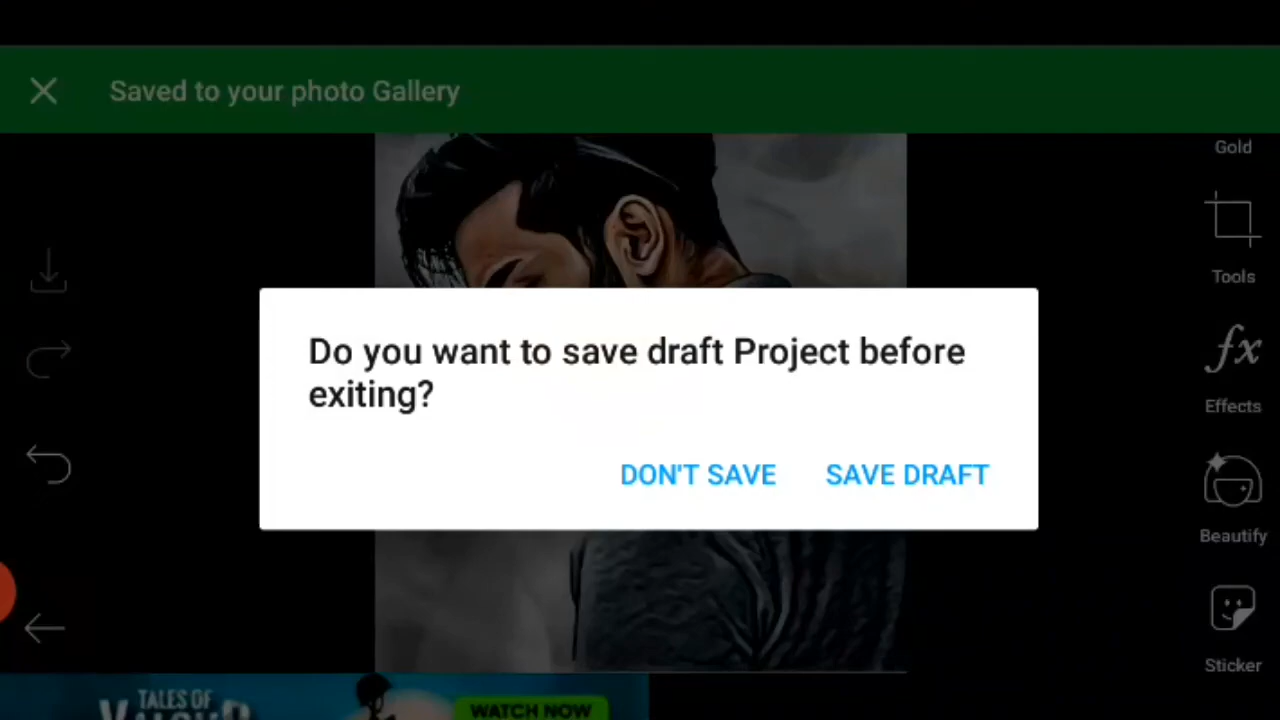 Saved to your photo Gallery
Gold
Tools
fx
Effects
Do you want to save draft Project before
exiting?
DON'T SAVE SAVE DRAFT
Beautify
Sticker
TALES OF
WATCH NOW